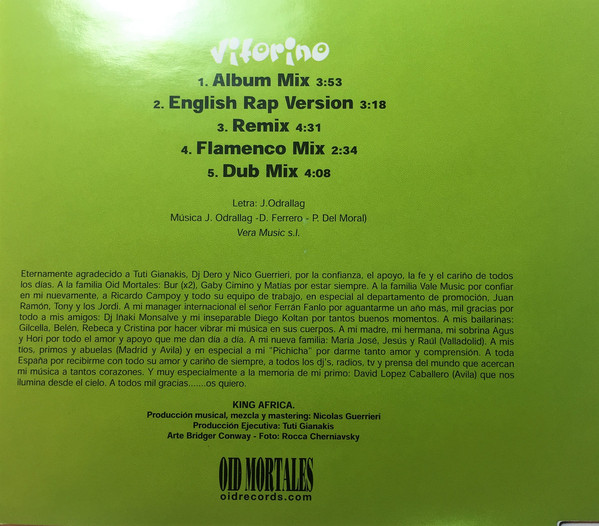 Vitorino
1. Album Mix 3:53
2. English Rap Version 3:18
3. Remix 4:31
4. Flamenco Mix 2:34
5. Dub Mix 4:08
Letra: J.Odrallag
Música J. Odrallag -D. Ferrero - P. Del Moral)
Vera Music s.l.
Eternamente agradecido a Tuti Gianakis, Dj Dero y Nico Guerrieri, por la confianza, el apoyo, la fe y el cariño de todos
los días. A la familia Oid Mortales: Bur (x2), Gaby Cimino y Matías por estar siempre. A la familia Vale Music por confiar
en mi nuevamente, a Ricardo Campoy y todo su equipo de trabajo, en especial al departamento de promoción, Juan
Ramón, Tony y los Jordi. A mi manager internacional el señor Ferrán Fanlo por aguantarme un año más, mil gracias por
todo a mis amigos: Dj Iñaki Monsalve y mi inseparable Diego Koltan por tantos buenos momentos. A mis bailarinas:
Gilcella, Belén, Rebeca y Cristina por hacer vibrar mi música en sus cuerpos. A mi madre, mi hermana, mi sobrina Agus
y Hori por todo el amor y apoyo que me dan día a día. A mi nueva familia: María José, Jesús y Raúl (Valladolid). A mis
tios, primos y abuelas (Madrid y Avila) y en especial a mi "Pichicha" por darme tanto amor y comprensión. A toda
España por recibirme con todo su amor y cariño de siempre, a todos los dj's, radios, tv y prensa del mundo que acercan
mi música a tantos corazones. Y muy especialmente a la memoria de mi primo: David Lopez Caballero (Avila) que nos
ilumina desde el cielo. A todos mil gracias.......os quiero.
KING AFRICA.
Producción musical, mezcla y mastering: Nicolas Guerrieri
Producción Ejecutiva: Tuti Gianakis
Arte Bridger Conway - Foto: Rocca Cherniavsky
OID MORTALES
oidrecords.com